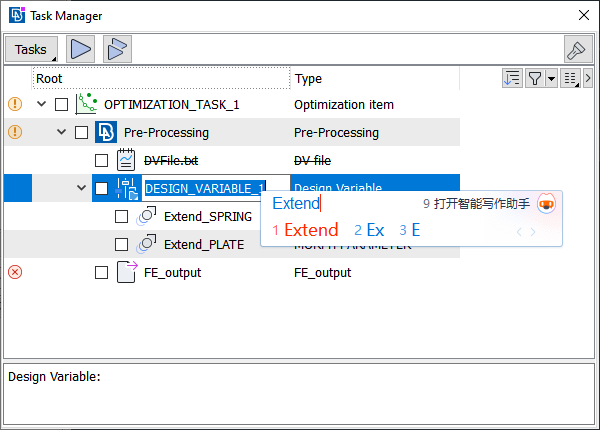 Task Manager
Tasks
Root Type
OPTIMIZATION_TASK_1 Optimization item
Pre-Processing Pre-Processing
DVFile.txt DV file
DESIGN_VARIABLE_1 Design Variable
Extend 9 打开智能写作助手
Extend_SPRING
1 Extend 2 Ex 3 E
Extend_PLATE MORPH PARAMETER
FE_output FE_output
Design Variable: